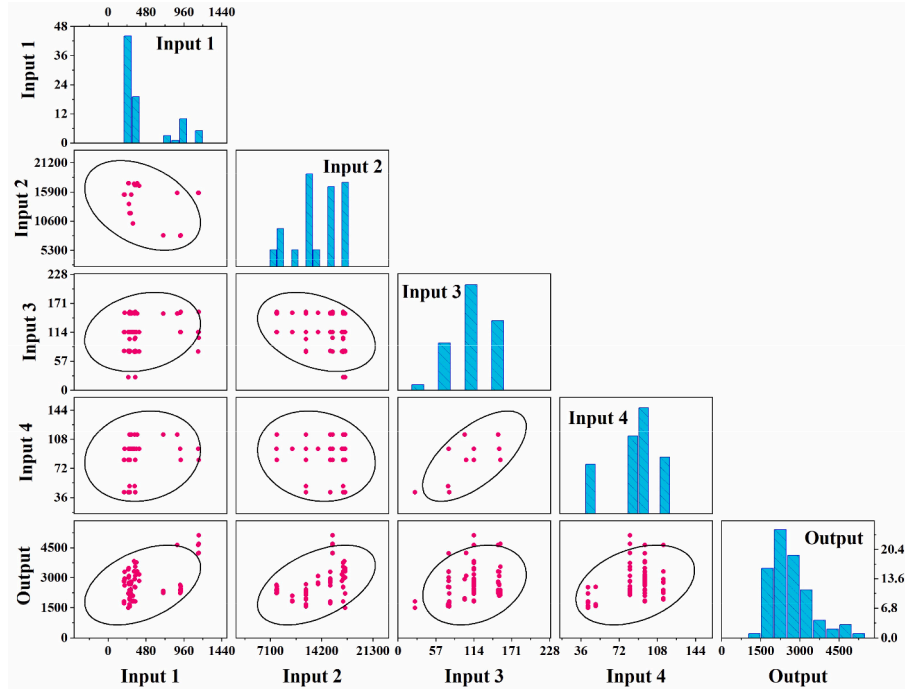 0 480 960 1440
48
36
24
12
0
Input 1
Input 1
21200
15900
10600
5300
Input 2
Input 2
228
171
114
57
0
Input 3
Input 3
144
108
72
36
Input 4
Input 4
4500
3000
1500
0
Output
Output
20.4
13.6
6.8
0.0
0 480 960 1440
7100 14200 21300
0 57 114 171 228
36 72 108 144
0 1500 3000 4500
Input 1 Input 2 Input 3 Input 4 Output